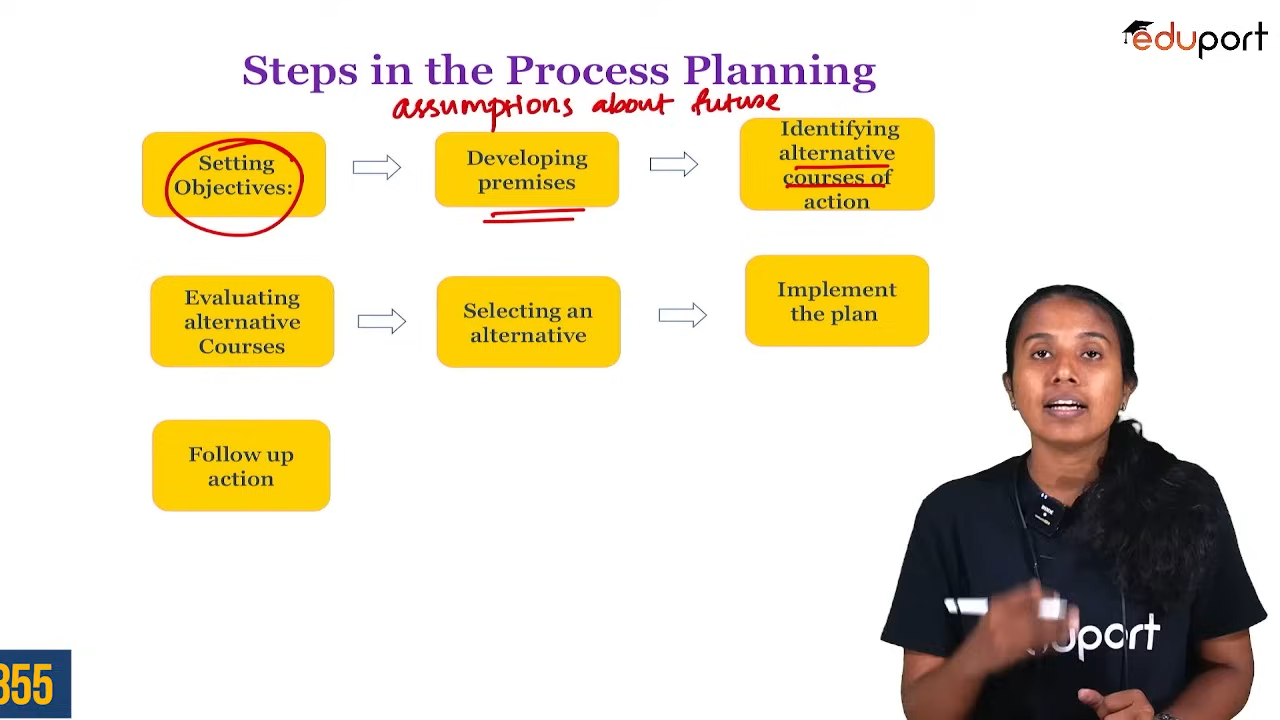 eduport
Steps in the Process Planning
assumptions about future
Setting
Objectives:
Developing
premises
Identifying
alternative
courses of
action
Evaluating
alternative
Courses
Selecting an
alternative
Implement
the plan
Follow up
action
duport
355